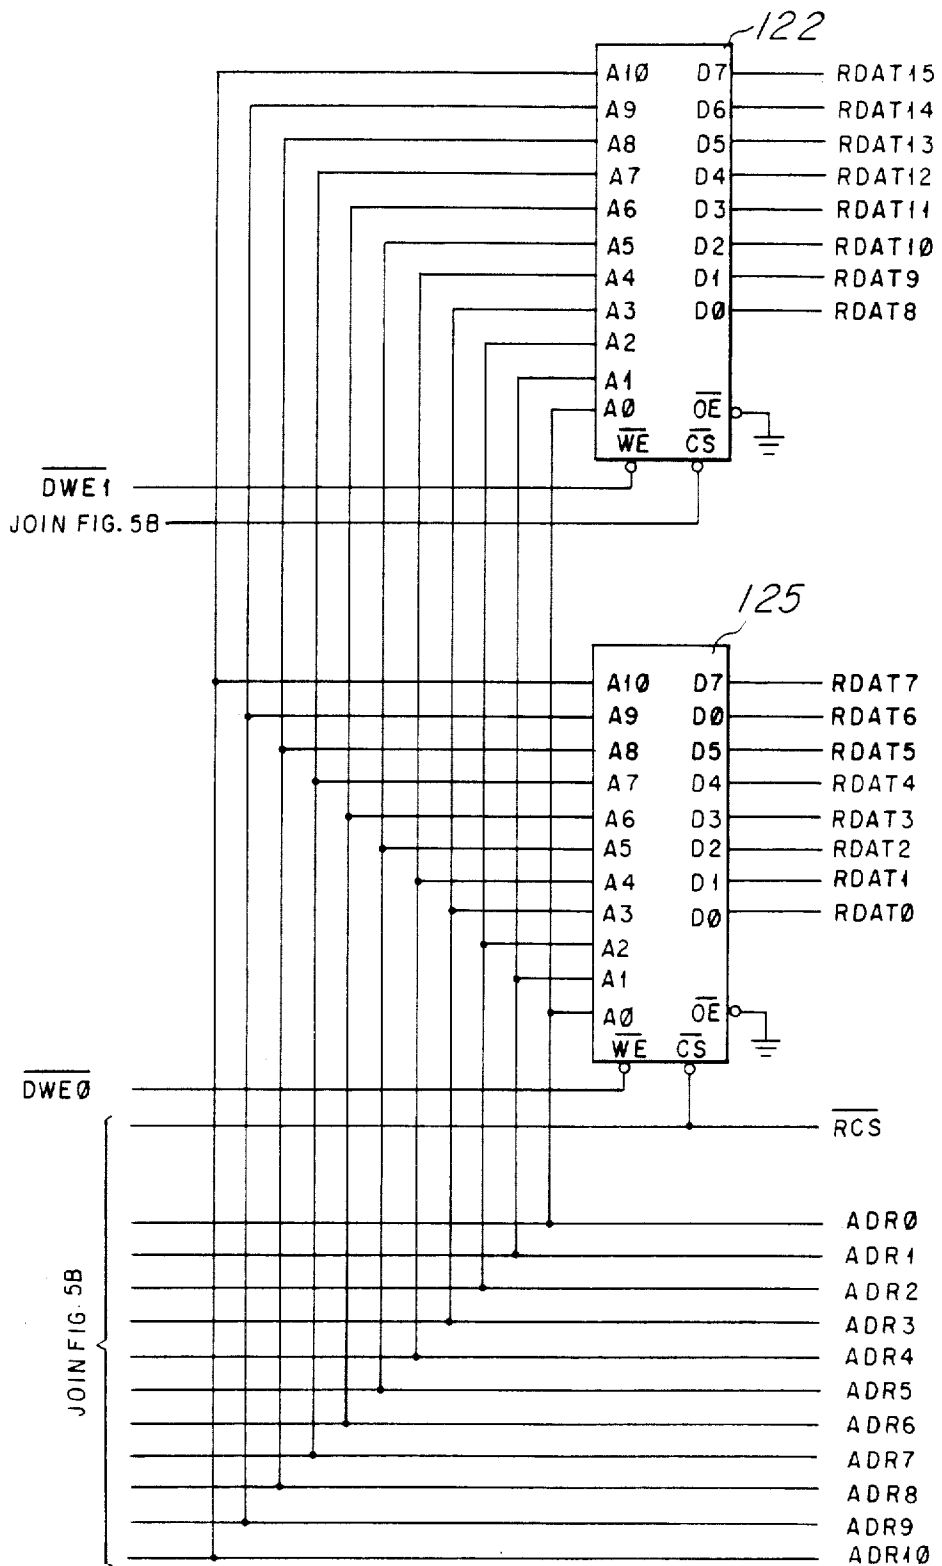 122
A10 D7 RDAT15
A9 D6 RDAT14
A8 D5 RDAT13
A7 D4 RDAT12
A6 D3 RDAT11
A5 D2 RDAT10
A4 D1 RDAT9
A3 D0 RDAT8
A2
A1
A0 OE
WE CS
DWE1
JOIN FIG. 5B
125
A10 D7 RDAT7
A9 D0 RDAT6
A8 D5 RDAT5
A7 D4 RDAT4
A6 D3 RDAT3
A5 D2 RDAT2
A4 D1 RDAT1
A3 D0 RDAT0
A2
A1
A0 OE
WE CS
DWE0
RCS
JOIN FIG. 5B
ADR0
ADR1
ADR2
ADR3
ADR4
ADR5
ADR6
ADR7
ADR8
ADR9
ADR10